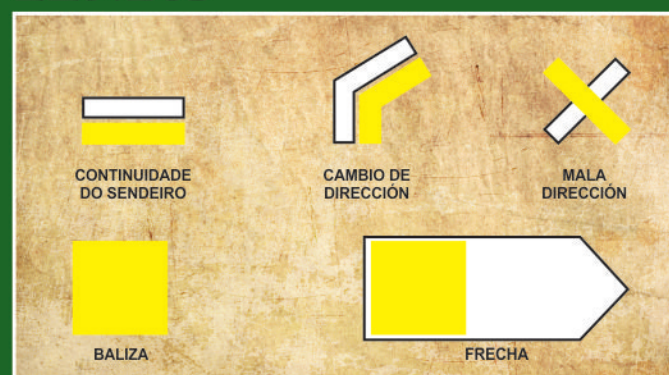 CONTINUIDADE
DO SENDEIRO
CAMBIO DE
DIRECCIÓN
MALA
DIRECCIÓN
BALIZA
FRECHA